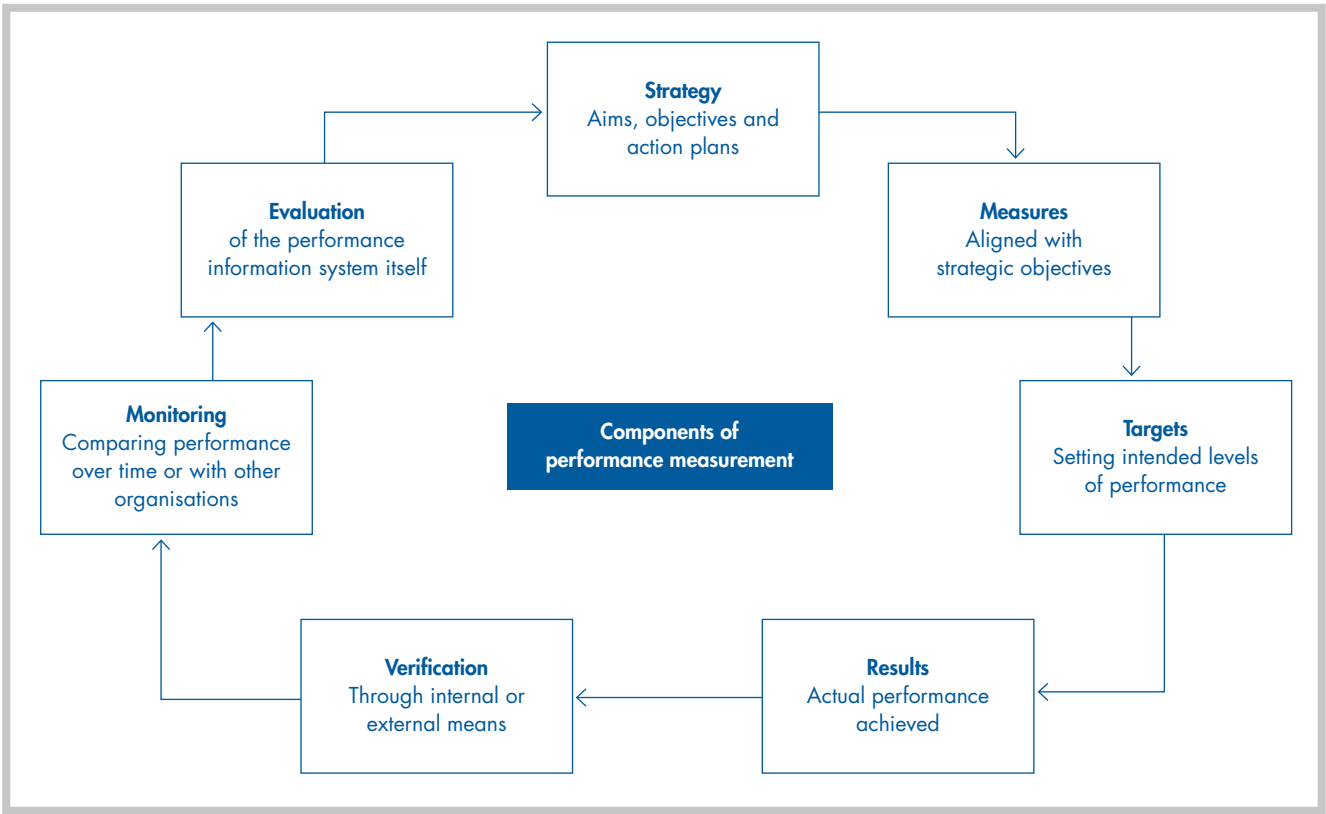 Strategy
Aims, objectives and
action plans
Measures
Aligned with
strategic objectives
Targets
Setting intended levels
of performance
Results
Actual performance
achieved
Verification
Through internal or
external means
Monitoring
Comparing performance
over time or with other
organisations
Evaluation
of the performance
information system itself
Components of
performance measurement